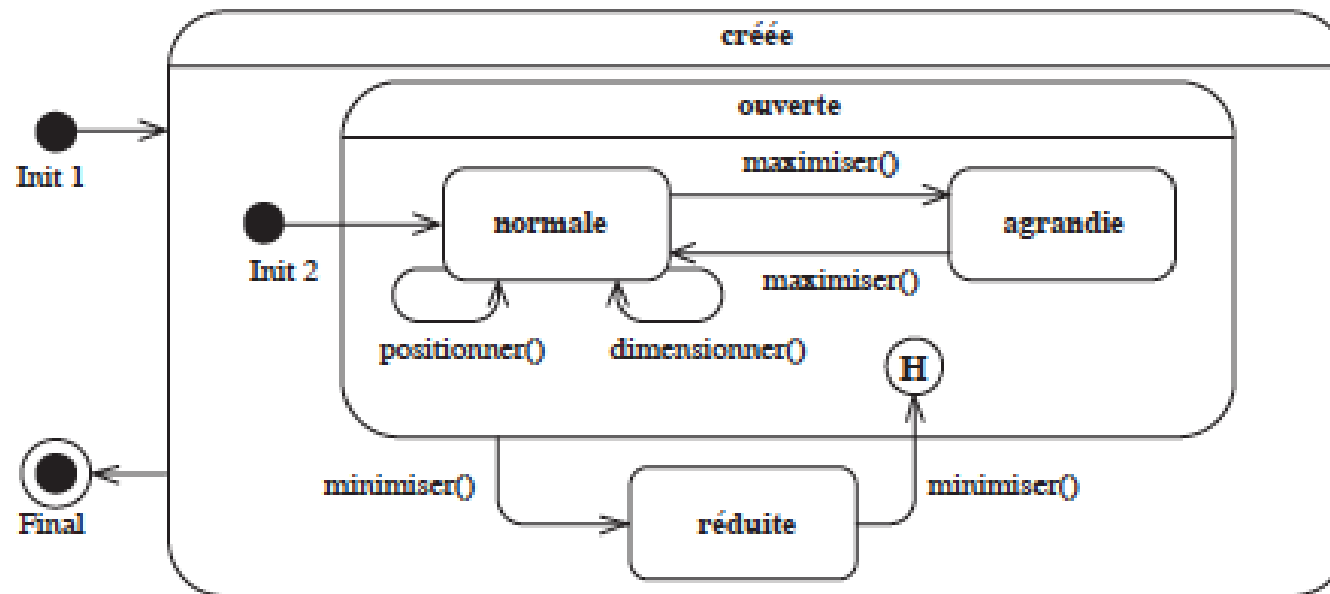 créée
ouverte
Init 1
maximiser()
normale
agrandie
Init 2
maximiser()
positionner()
dimensionner()
H
minimiser()
minimiser()
réduite
Final